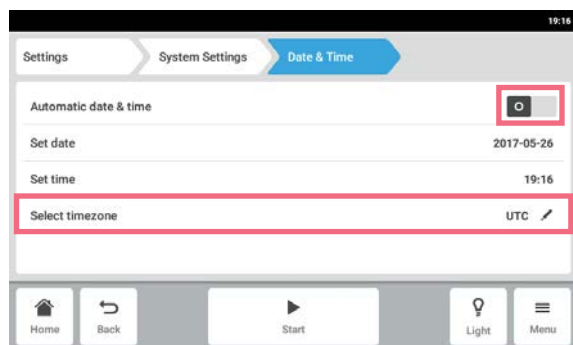 19:16
Settings System Settings Date & Time
Automatic date & time O
Set date 2017-05-26
Set time 19:16
Select timezone UTC
Home Back Start Light Menu